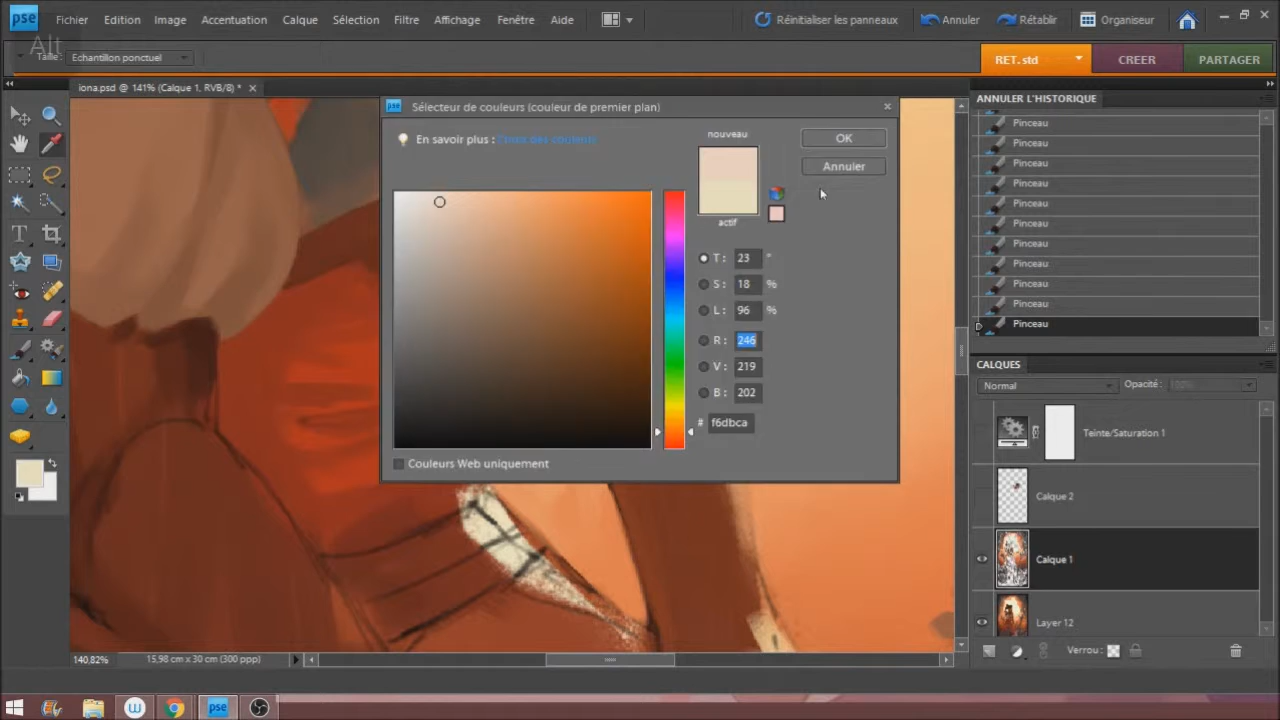 pse Fichier Edition Image Accentuation Calque Sélection Filtre Affichage Fenêtre Aide Réinitialiser les panneaux Annuler Rétablir Organiseur
Alt
Taille: Echantillon ponctuel RET. std CREER PARTAGER
iona.psd @ 141% (Calque 1, RVB/8) * ANNULER L'HISTORIQUE
Sélecteur de couleurs (couleur de premier plan)
En savoir plus :
nouveau
OK
Annuler
actif
T : 23 °
S : 18 %
L : 96 %
R : 246
V : 219
B : 202
# f6dbca
Couleurs Web uniquement
Pinceau
Pinceau
Pinceau
Pinceau
Pinceau
Pinceau
Pinceau
Pinceau
Pinceau
Pinceau
Pinceau
CALQUES
Normal Opacité: 100%
Teinte/Saturation 1
Calque 2
Calque 1
Layer 12
Verrou:
140,82% 15,98 cm x 30 cm (300 ppp)
pse